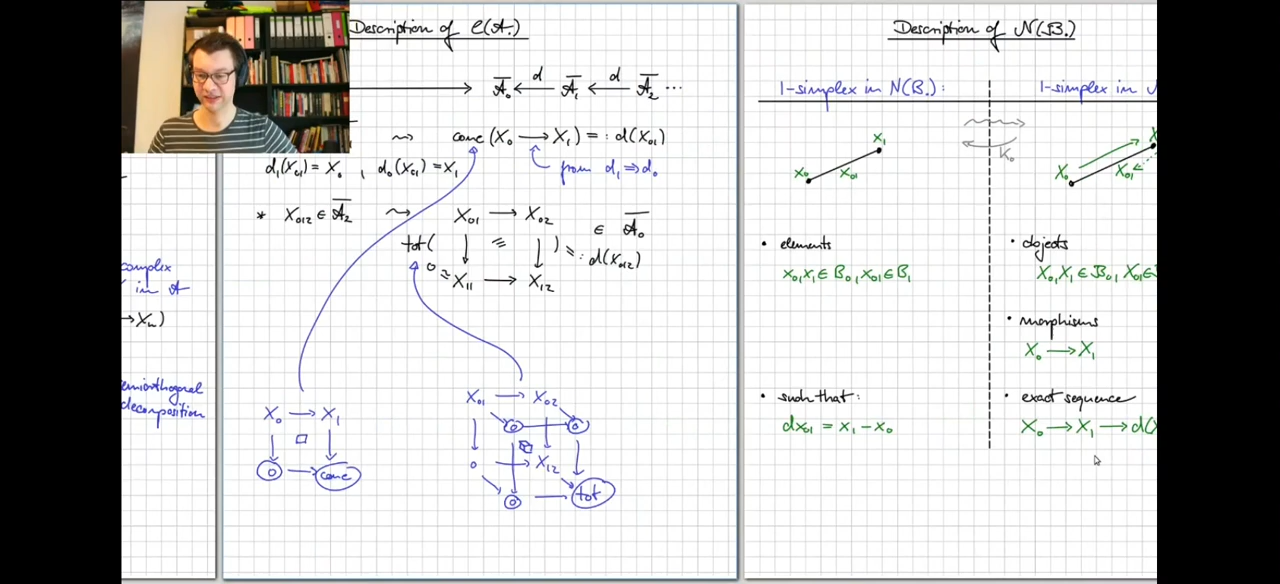 Description of C(A.)
A̅₀ ←d A̅₁ ←d A̅₂ ...
⇝ cone(X₀ → X₁) =: d(X₀₁)
d₁(X₀₁) = X₀, d₀(X₀₁) = X₁
from d₁ ⇒ d₀
* X₀₁₂ ∈ A̅₂ ⇝ X₀₁ → X₀₂
∈ A̅₀
tot( ↓ ≅ ↓ ) =: d(X₀₁₂)
0 ≃ X₁₁ → X₁₂
complex
in A
→Xₙ)
emiorthogonal
decomposition
X₀ → X₁
↓ □ ↓
0 → cone
X₀₁ → X₀₂
0 → 0
0 → X₁₂
0 → tot
Description of N(B.)
1-simplex in N(B.):
X₁
X₀
X₀₁
• elements
x₀, x₁ ∈ B₀, x₀₁ ∈ B₁
• such that:
dx₀₁ = x₁ - x₀
1-simplex in
K₀
X₀
X₀₁
• objects
X₀, X₁ ∈ B₀, X₀₁ ∈
• morphisms
X₀ → X₁
• exact sequence
X₀ → X₁ → d(